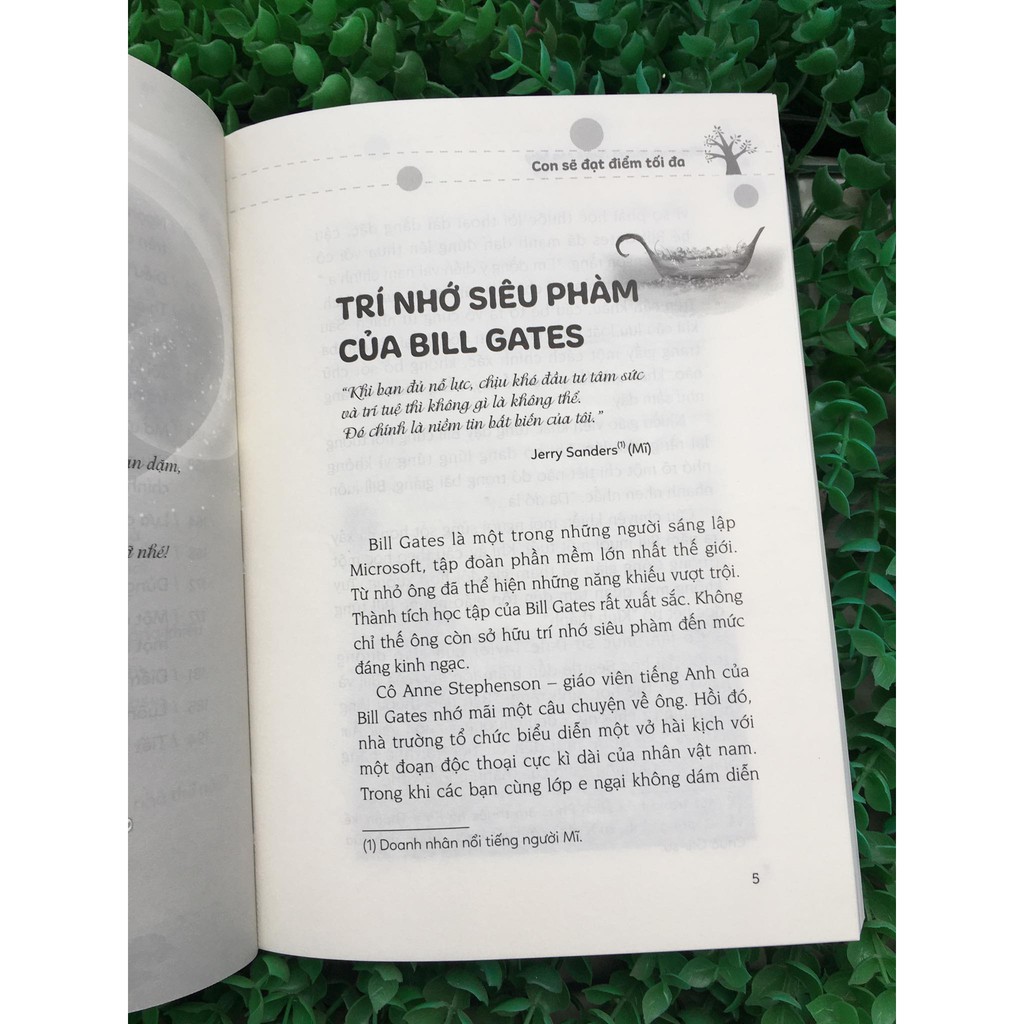 Con sẽ đạt điểm tối đa
TRÍ NHỚ SIÊU PHÀM
CỦA BILL GATES
“Khi bạn đủ nỗ lực, chịu khó đầu tư tâm sức
và trí tuệ thì không gì là không thể.
Đó chính là niềm tin bất biến của tôi.”
Jerry Sanders(1) (Mĩ)
Bill Gates là một trong những người sáng lập
Microsoft, tập đoàn phần mềm lớn nhất thế giới.
Từ nhỏ ông đã thể hiện những năng khiếu vượt trội.
Thành tích học tập của Bill Gates rất xuất sắc. Không
chỉ thế ông còn sở hữu trí nhớ siêu phàm đến mức
đáng kinh ngạc.
Cô Anne Stephenson – giáo viên tiếng Anh của
Bill Gates nhớ mãi một câu chuyện về ông. Hồi đó,
nhà trường tổ chức biểu diễn một vở hài kịch với
một đoạn độc thoại cực kì dài của nhân vật nam.
Trong khi các bạn cùng lớp e ngại không dám diễn
(1) Doanh nhân nổi tiếng người Mĩ.
5
dặm,
nhé!